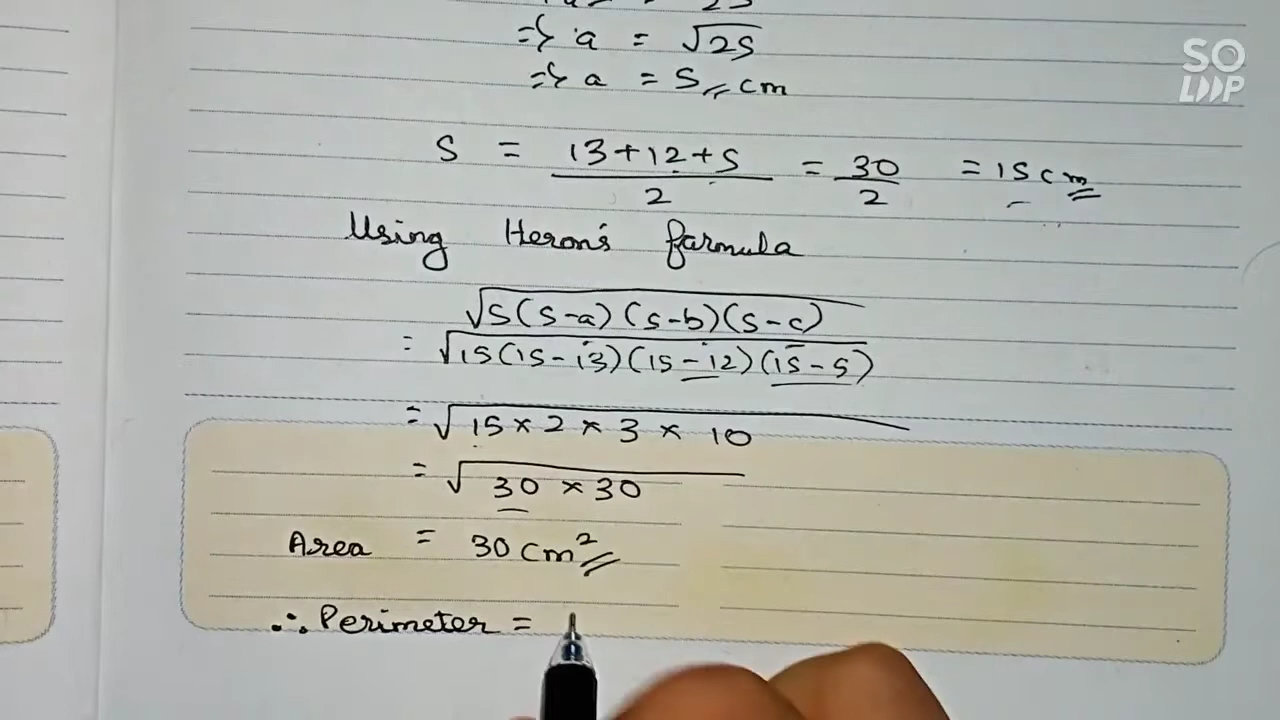 => a = √25
=> a = 5 cm
SO
LOOP
S = 13+12+5 / 2 = 30 / 2 = 15 cm
Using Heron's formula
√S(S-a)(S-b)(S-c)
= √15(15-13)(15-12)(15-5)
= √15 × 2 × 3 × 10
= √30 × 30
Area = 30 cm²
∴ Perimeter =